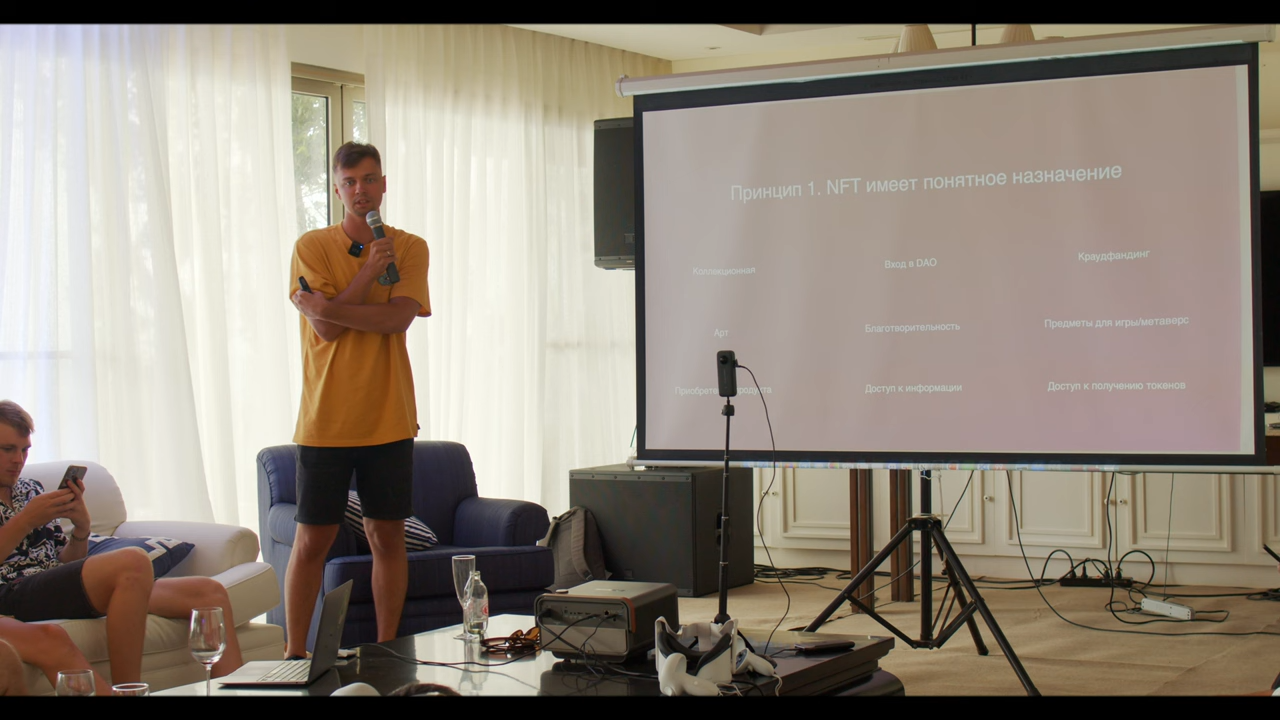 Принцип 1. NFT имеет понятное назначение
Коллекционная
Вход в DAO
Краудфандинг
Арт
Благотворительность
Предметы для игры/метаверс
Доступ к информации
Доступ к получению токенов